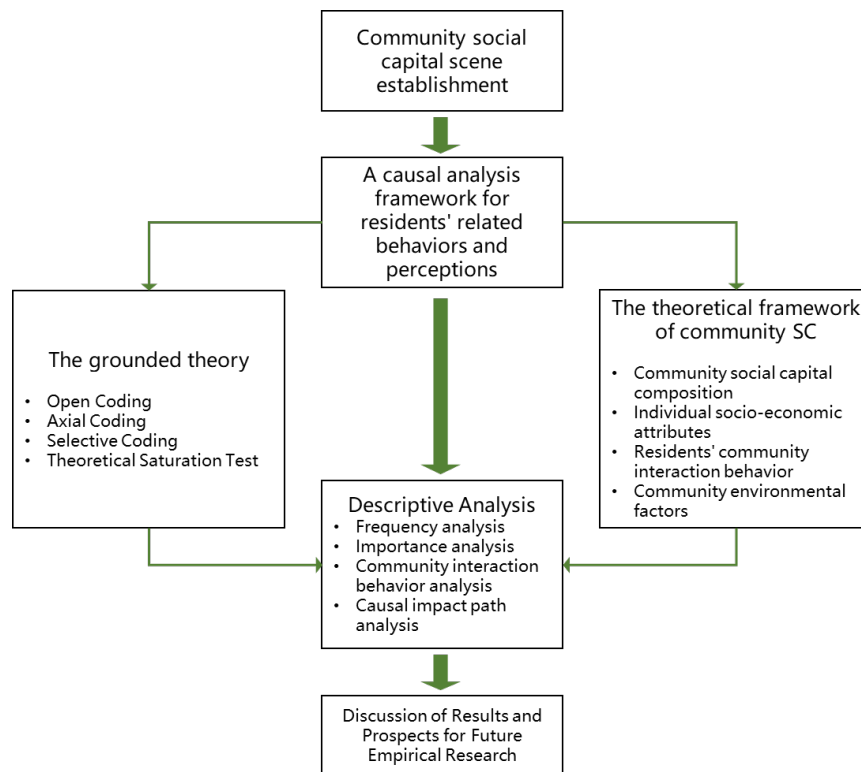 Community social
capital scene
establishment
A causal analysis
framework for
residents' related
behaviors and
perceptions
The grounded theory
• Open Coding
• Axial Coding
• Selective Coding
• Theoretical Saturation Test
The theoretical framework
of community SC
• Community social capital
composition
• Individual socio-economic
attributes
• Residents' community
interaction behavior
• Community environmental
factors
Descriptive Analysis
• Frequency analysis
• Importance analysis
• Community interaction
behavior analysis
• Causal impact path
analysis
Discussion of Results and
Prospects for Future
Empirical Research